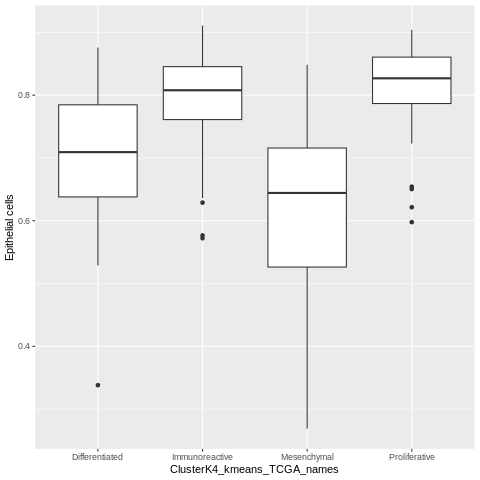 Epithelial cells
0.8
0.6
0.4
Differentiated Immunoreactive Mesenchymal Proliferative
ClusterK4_kmeans_TCGA_names